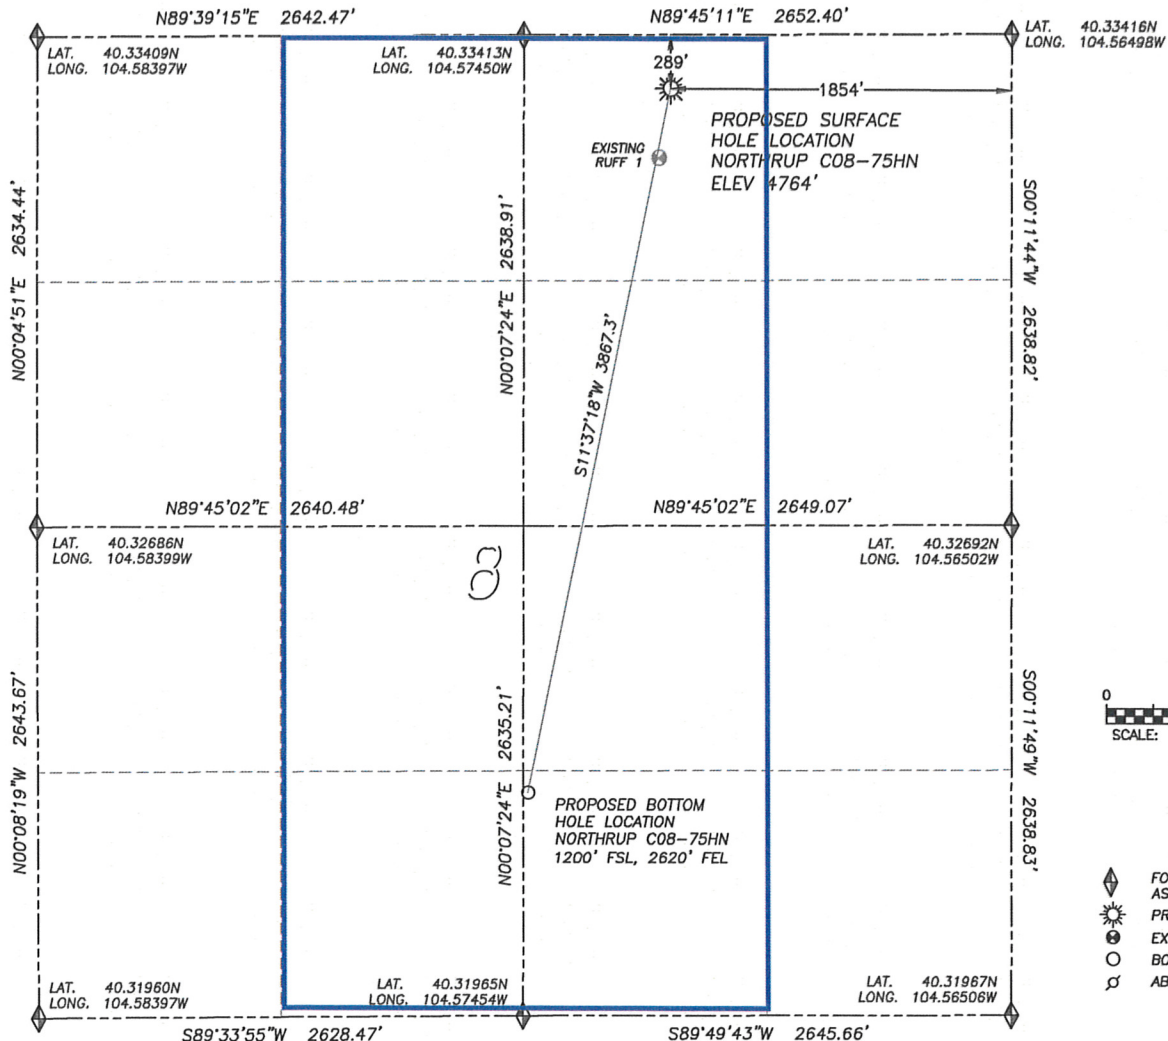 N89°39'15"E 2642.47'
N89°45'11"E 2652.40'
LAT. 40.33409N
LONG. 104.58397W
LAT. 40.33413N
LONG. 104.57450W
LAT. 40.33416N
LONG. 104.56498W
289'
1854'
PROPOSED SURFACE
HOLE LOCATION
NORTHRUP C08-75HN
ELEV 4764'
EXISTING
RUFF 1
N00°04'51"E 2634.44'
N00°07'24"E 2638.91'
S00°11'44"W 2638.82'
S11°37'18"W 3867.3'
N89°45'02"E 2640.48'
N89°45'02"E 2649.07'
LAT. 40.32686N
LONG. 104.58399W
LAT. 40.32692N
LONG. 104.56502W
8
N00°08'19"W 2643.67'
N00°07'24"E 2635.21'
S00°11'49"W 2638.83'
0
SCALE:
PROPOSED BOTTOM
HOLE LOCATION
NORTHRUP C08-75HN
1200' FSL, 2620' FEL
FO
AS
PR
EX
BO
AB
LAT. 40.31960N
LONG. 104.58397W
LAT. 40.31965N
LONG. 104.57454W
LAT. 40.31967N
LONG. 104.56506W
S89°33'55"W 2628.47'
S89°49'43"W 2645.66'